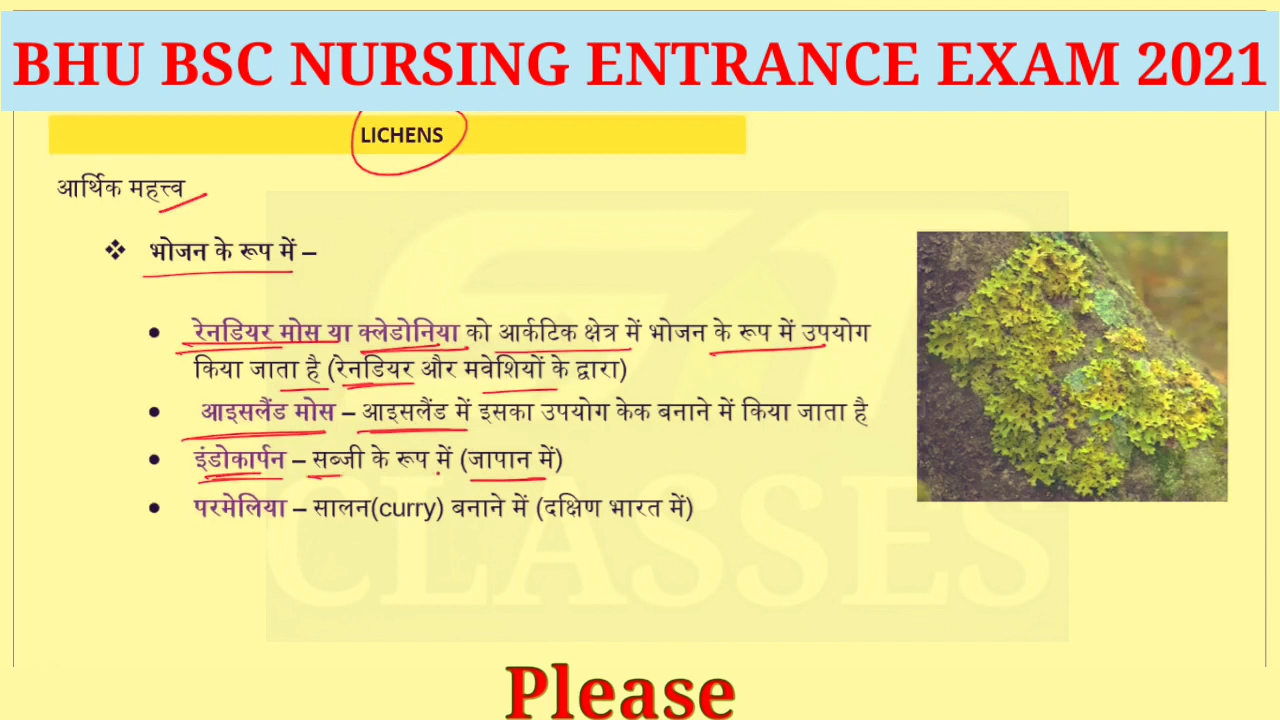 BHU BSC NURSING ENTRANCE EXAM 2021
LICHENS
आर्थिक महत्त्व
❖ भोजन के रूप में –
• रेनडियर मोस या क्लेडोनिया को आर्कटिक क्षेत्र में भोजन के रूप में उपयोग
किया जाता है (रेनडियर और मवेशियों के द्वारा)
• आइसलैंड मोस – आइसलैंड में इसका उपयोग केक बनाने में किया जाता है
• इंडोकार्पन – सब्जी के रूप में (जापान में)
• परमेलिया – सालन(curry) बनाने में (दक्षिण भारत में)
CLASSES
Please